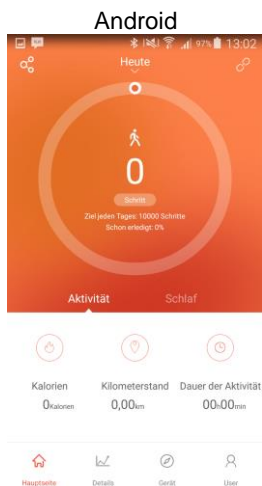 Android
97% 13:02
Heute
0
Schritt
Ziel jeden Tages: 10000 Schritte
Schon erledigt: 0%
Aktivität Schlaf
Kalorien Kilometerstand Dauer der Aktivität
0Kalorien 0,00km 00h00min
Hauptseite Details Gerät User